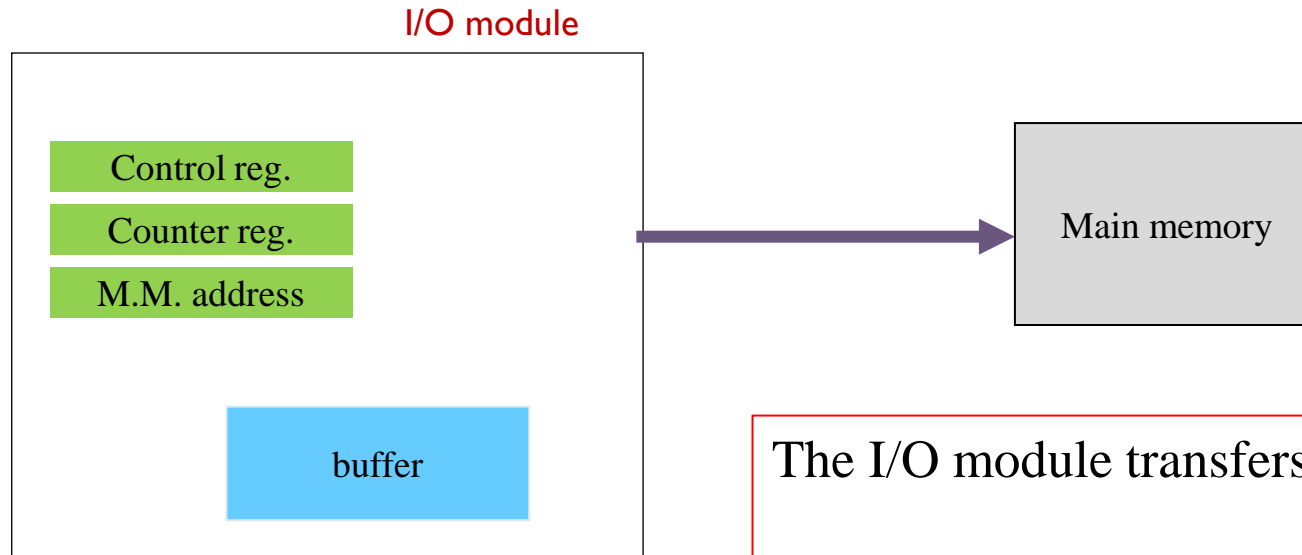 I/O module
Control reg.
Counter reg.
M.M. address
Main memory
buffer
The I/O module transfers